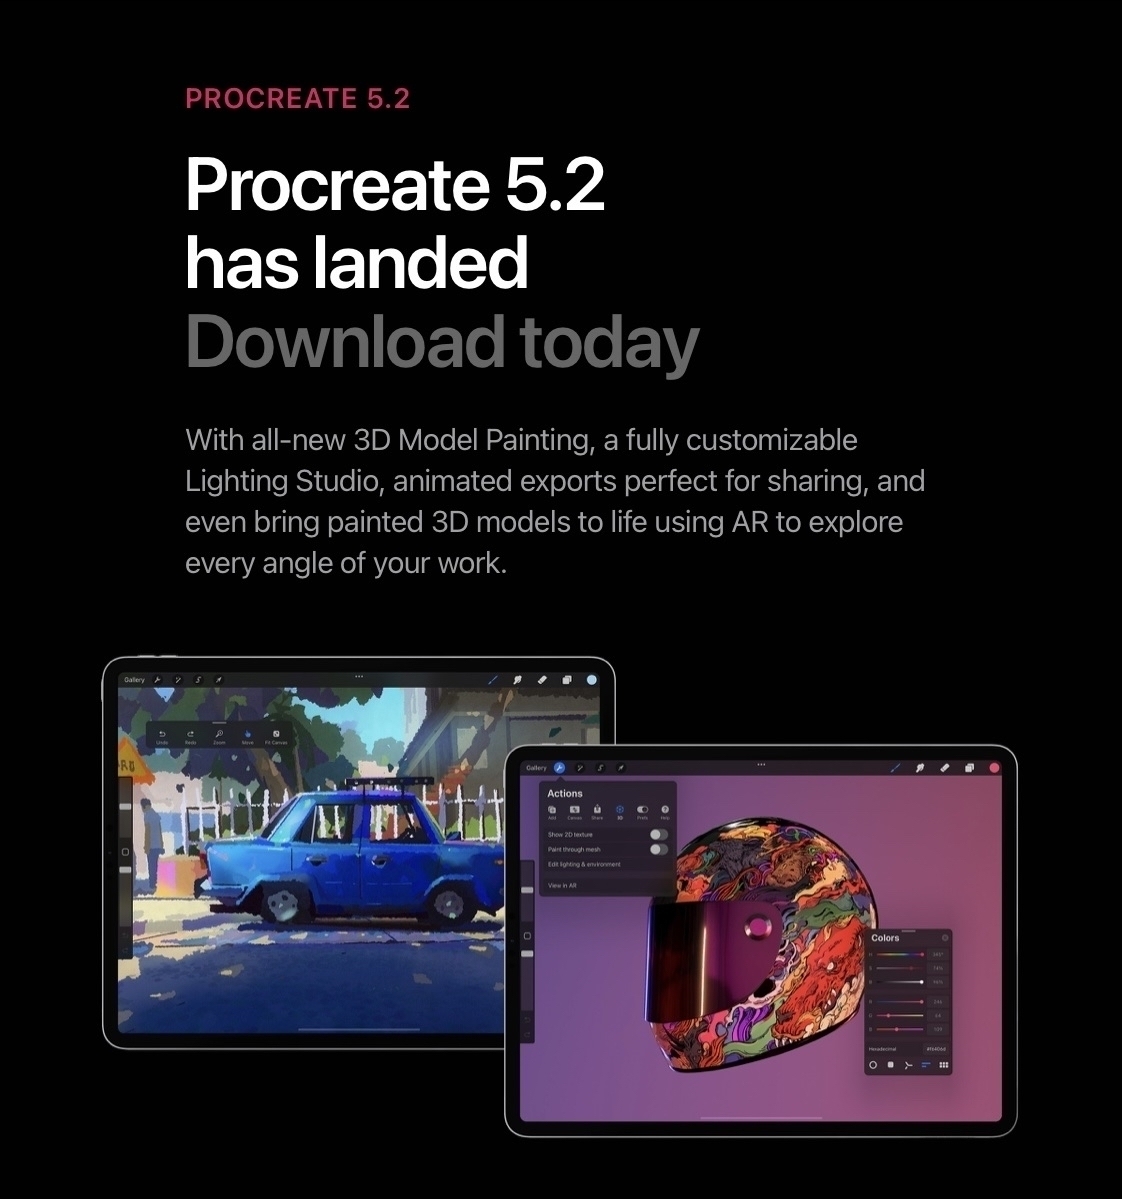 PROCREATE 5.2
Procreate 5.2
has landed
Download today
With all-new 3D Model Painting, a fully customizable
Lighting Studio, animated exports perfect for sharing, and
even bring painted 3D models to life using AR to explore
every angle of your work.
Gallery
Undo Redo Zoom Move Fit Canvas
Gallery
Actions
Add Canvas Share 3D Prefs Help
Show 2D texture
Paint through mesh
Edit lighting & environment
View in AR
Colors
H
S
B
R
G
B
Hexadecimal